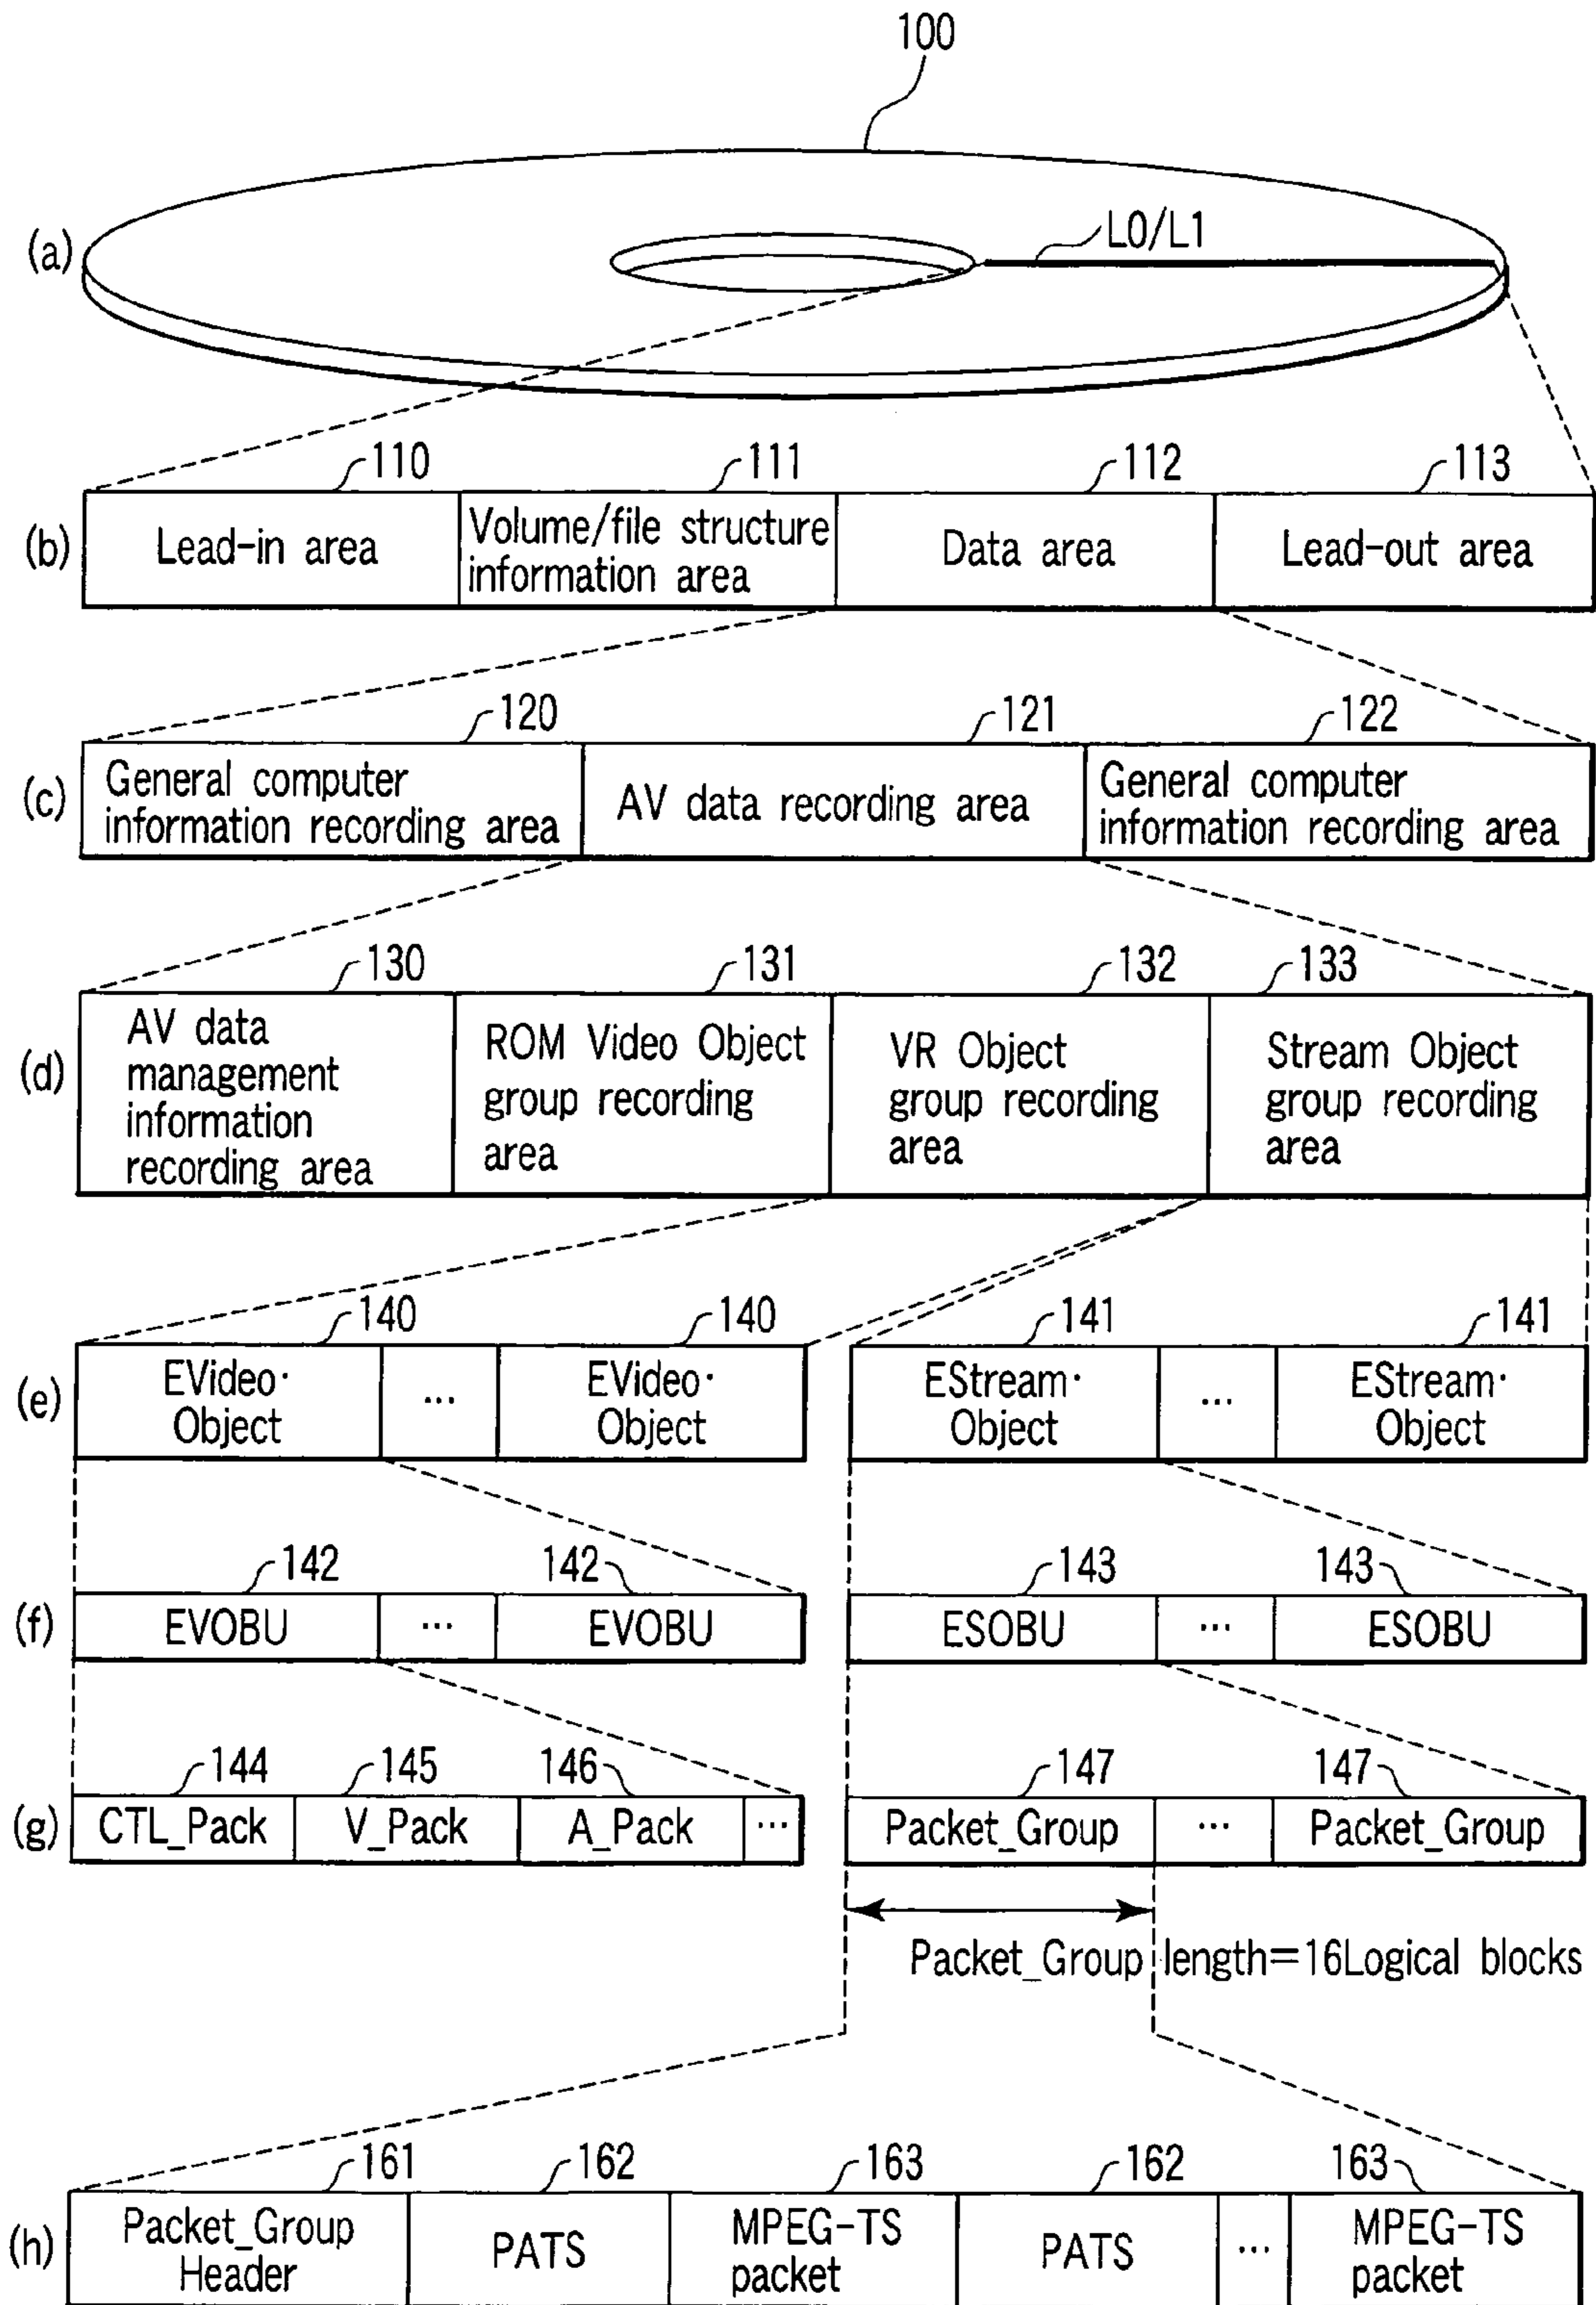 100
(a)
L0/L1
110
111
112
113
(b)
Lead-in area
Volume/file structure
information area
Data area
Lead-out area
120
121
122
(c)
General computer
information recording area
AV data recording area
General computer
information recording area
130
131
132
133
(d)
AV data
management
information
recording area
ROM Video Object
group recording
area
VR Object
group recording
area
Stream Object
group recording
area
140
140
141
141
(e)
EVideo·
Object
...
EVideo·
Object
EStream·
Object
...
EStream·
Object
142
142
143
143
(f)
EVOBU
...
EVOBU
ESOBU
...
ESOBU
144
145
146
147
147
(g)
CTL_Pack
V_Pack
A_Pack
...
Packet_Group
...
Packet_Group
Packet_Group length=16Logical blocks
161
162
163
162
163
(h)
Packet_Group
Header
PATS
MPEG-TS
packet
PATS
...
MPEG-TS
packet